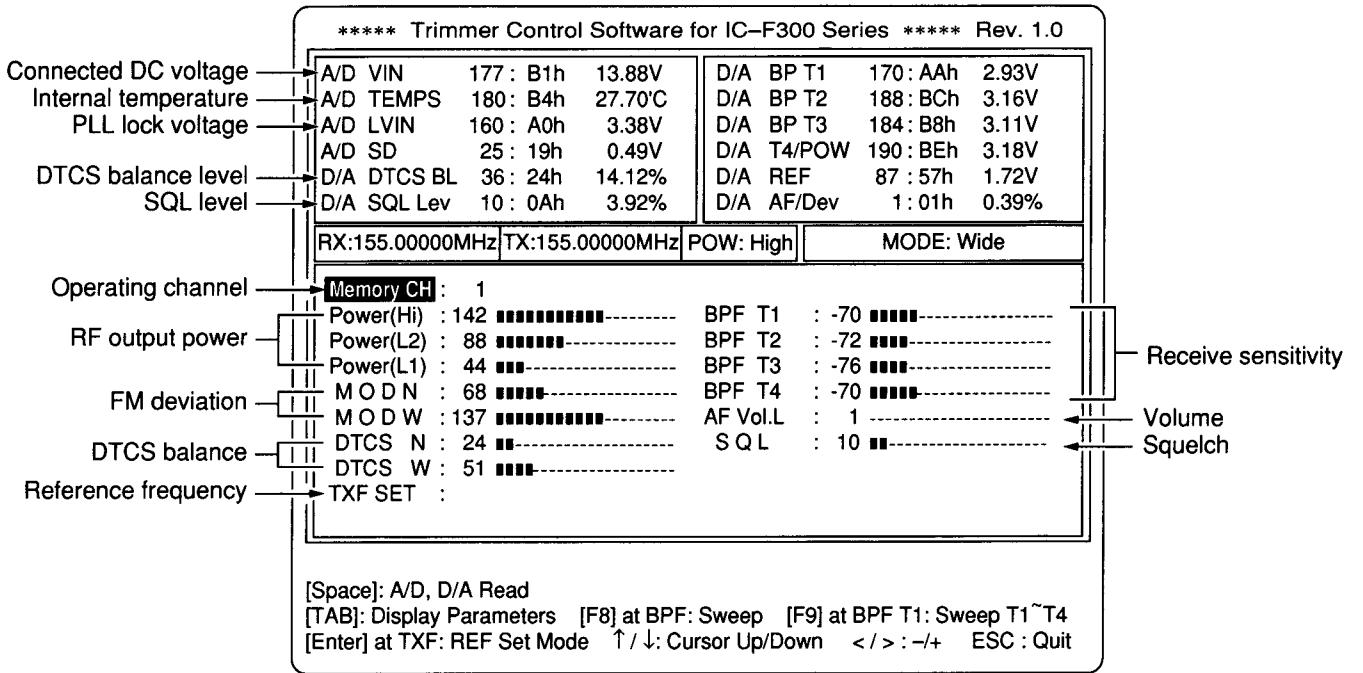 ***** Trimmer Control Software for IC–F300 Series ***** Rev. 1.0
Connected DC voltage
A/D VIN 177 : B1h 13.88V
D/A BP T1 170 : AAh 2.93V
Internal temperature
A/D TEMPS 180 : B4h 27.70'C
D/A BP T2 188 : BCh 3.16V
PLL lock voltage
A/D LVIN 160 : A0h 3.38V
D/A BP T3 184 : B8h 3.11V
A/D SD 25 : 19h 0.49V
D/A T4/POW 190 : BEh 3.18V
DTCS balance level
D/A DTCS BL 36 : 24h 14.12%
D/A REF 87 : 57h 1.72V
SQL level
D/A SQL Lev 10 : 0Ah 3.92%
D/A AF/Dev 1 : 01h 0.39%
RX:155.00000MHz TX:155.00000MHz POW: High MODE: Wide
Operating channel
Memory CH : 1
RF output power
Power(Hi) : 142
Power(L2) : 88
Power(L1) : 44
FM deviation
M O D N : 68
M O D W : 137
DTCS balance
DTCS N : 24
DTCS W : 51
Reference frequency
TXF SET :
BPF T1 : -70
BPF T2 : -72
BPF T3 : -76
BPF T4 : -70
Receive sensitivity
AF Vol.L : 1
Volume
S Q L : 10
Squelch
[Space]: A/D, D/A Read
[TAB]: Display Parameters [F8] at BPF: Sweep [F9] at BPF T1: Sweep T1~T4
[Enter] at TXF: REF Set Mode ↑ / ↓: Cursor Up/Down < / > : –/+ ESC : Quit